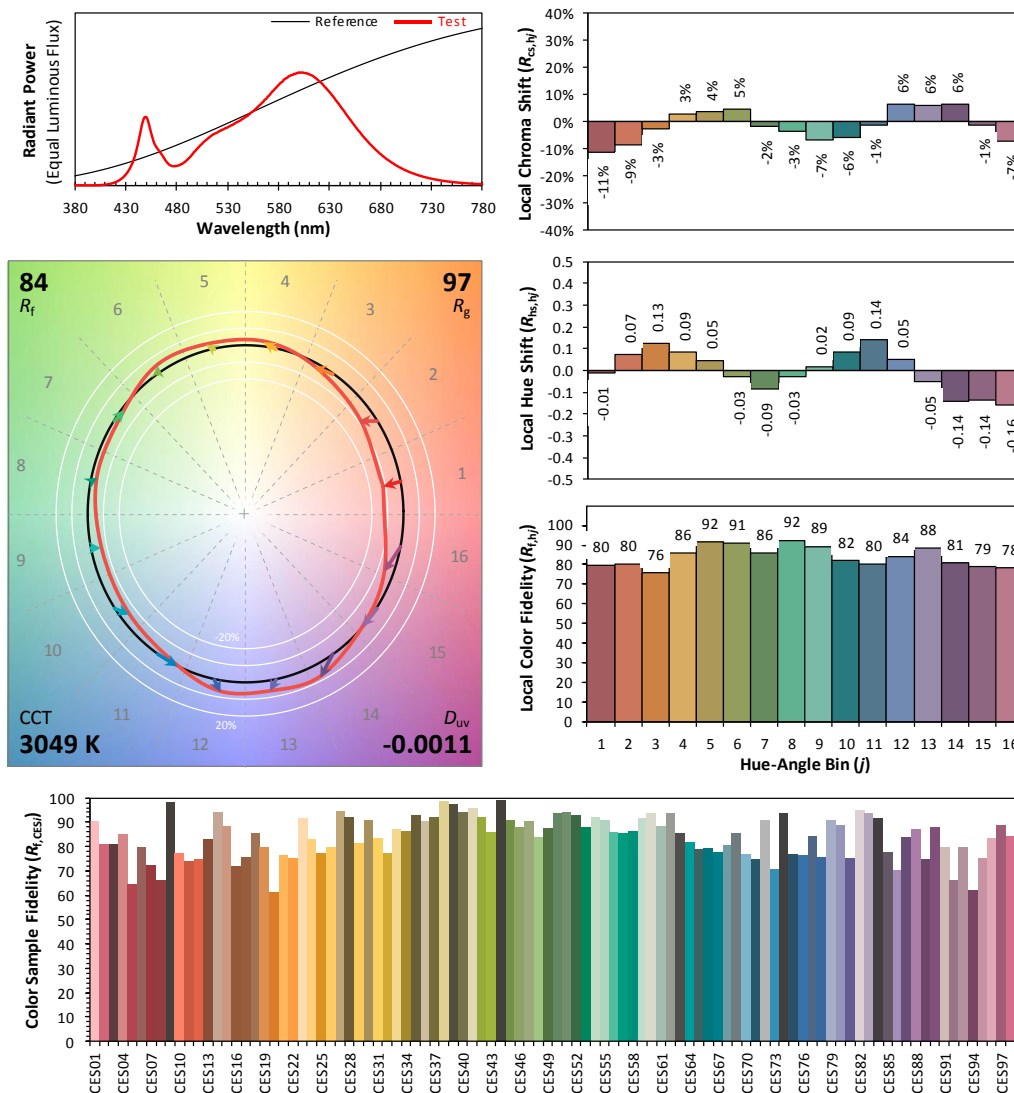 Reference
Test
Radiant Power
(Equal Luminous Flux)
380 430 480 530 580 630 680 730 780
Wavelength (nm)
Local Chroma Shift (Rcs,hj)
40%
30%
20%
10%
0%
-10%
-20%
-30%
-40%
-11% -9% -3% 3% 4% 5% -2% -3% -7% -6% -1% 6% 6% 6% -1% -7%
84
Rf
97
Rg
5 4
6 3
7 2
8 1
9 16
10 15
11 14
12 13
-20%
20%
CCT
3049 K
Duv
-0.0011
Local Hue Shift (Rhs,hj)
0.5
0.4
0.3
0.2
0.1
0.0
-0.1
-0.2
-0.3
-0.4
-0.5
-0.01 0.07 0.13 0.09 0.05 -0.03 -0.09 -0.03 0.02 0.09 0.14 0.05 -0.05 -0.14 -0.14 -0.16
Local Color Fidelity (Rf,hj)
100
90
80
70
60
50
40
30
20
10
0
80 80 76 86 92 91 86 92 89 82 80 84 88 81 79 78
1 2 3 4 5 6 7 8 9 10 11 12 13 14 15 16
Hue-Angle Bin (j)
Color Sample Fidelity (Rf,CESi)
100
90
80
70
60
50
40
30
20
10
0
CES01 CES04 CES07 CES10 CES13 CES16 CES19 CES22 CES25 CES28 CES31 CES34 CES37 CES40 CES43 CES46 CES49 CES52 CES55 CES58 CES61 CES64 CES67 CES70 CES73 CES76 CES79 CES82 CES85 CES88 CES91 CES94 CES97